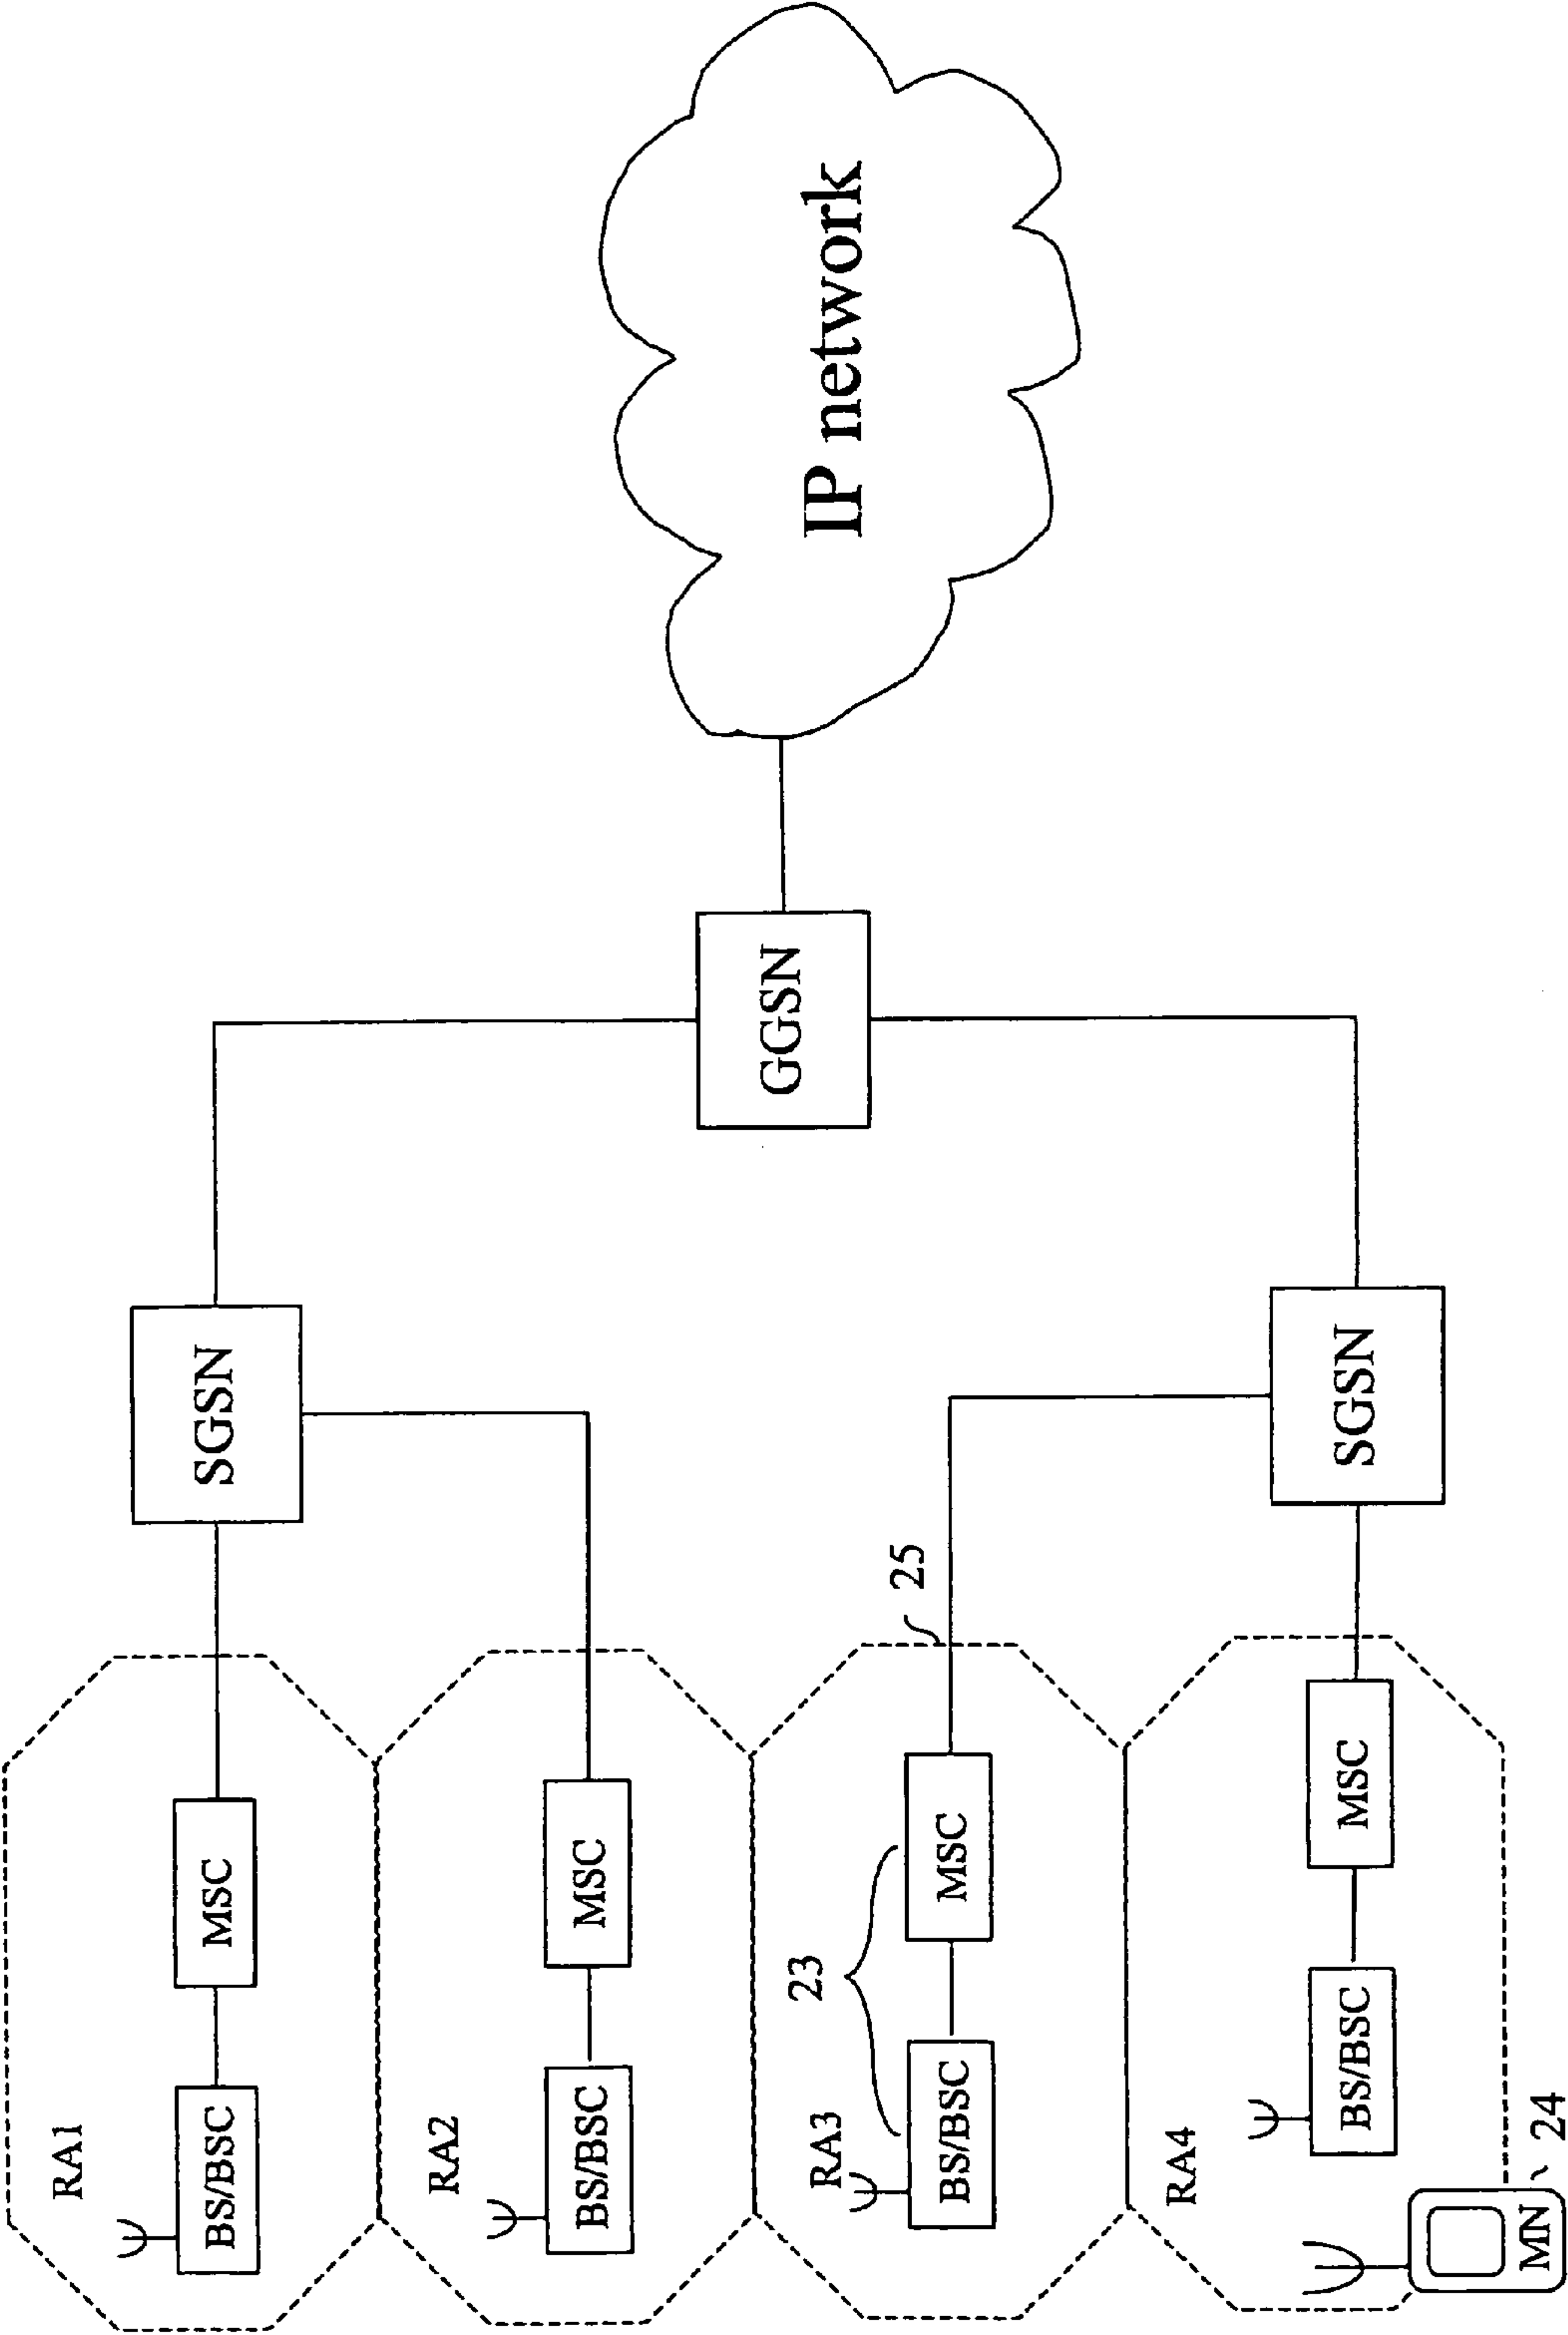 RA1
BS/BSC
MSC
SGSN
RA2
BS/BSC
MSC
GGSN
IP network
RA3
23
BS/BSC
MSC
25
RA4
BS/BSC
MSC
SGSN
MN
24